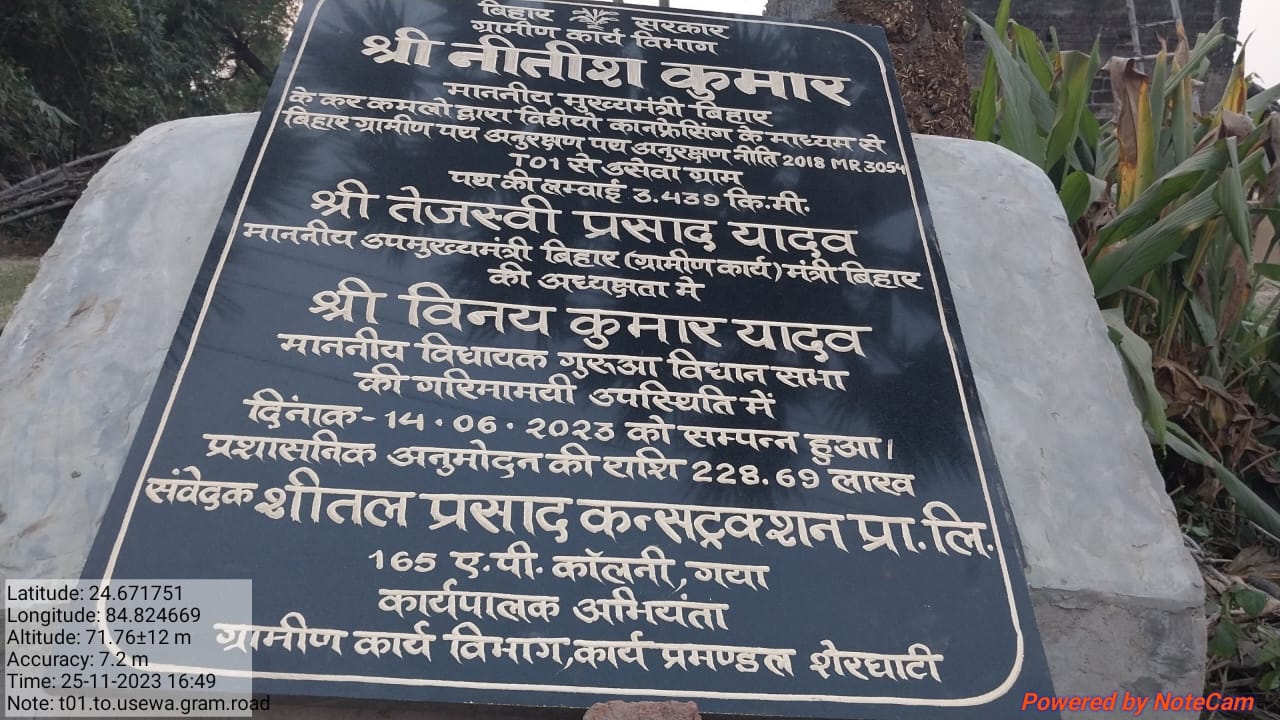 बिहार सरकार
ग्रामीण कार्य विभाग
श्री नीतीश कुमार
माननीय मुख्यमंत्री बिहार
के कर कमलो द्वारा विडीयो कानफ्रेसिंग के माध्यम से
बिहार ग्रामीण पथ अनुरक्षण पथ अनुरक्षण नीति 2018 MR 3054
T01 से उसेवा ग्राम
पथ की लम्वाई 3.439 कि.मी.
श्री तेजस्वी प्रसाद यादव
माननीय उपमुख्यमंत्री बिहार (ग्रामीण कार्य) मंत्री बिहार
की अध्यक्षता मे
श्री विनय कुमार यादव
माननीय विधायक गुरूआ विधान सभा
की गरिमामयी उपस्थिति में
दिनांक - 14.06.2023 को सम्पन्न हुआ।
प्रशासनिक अनुमोदन की राशि 228.69 लाख
संवेदक शीतल प्रसाद कन्सट्रक्शन प्रा. लि.
165 ए.पी. कॉलनी, गया
कार्यपालक अभियंता
ग्रामीण कार्य विभाग, कार्य प्रमण्डल शेरघाटी
Latitude: 24.671751
Longitude: 84.824669
Altitude: 71.76±12 m
Accuracy: 7.2 m
Time: 25-11-2023 16:49
Note: t01.to.usewa.gram.road
Powered by NoteCam